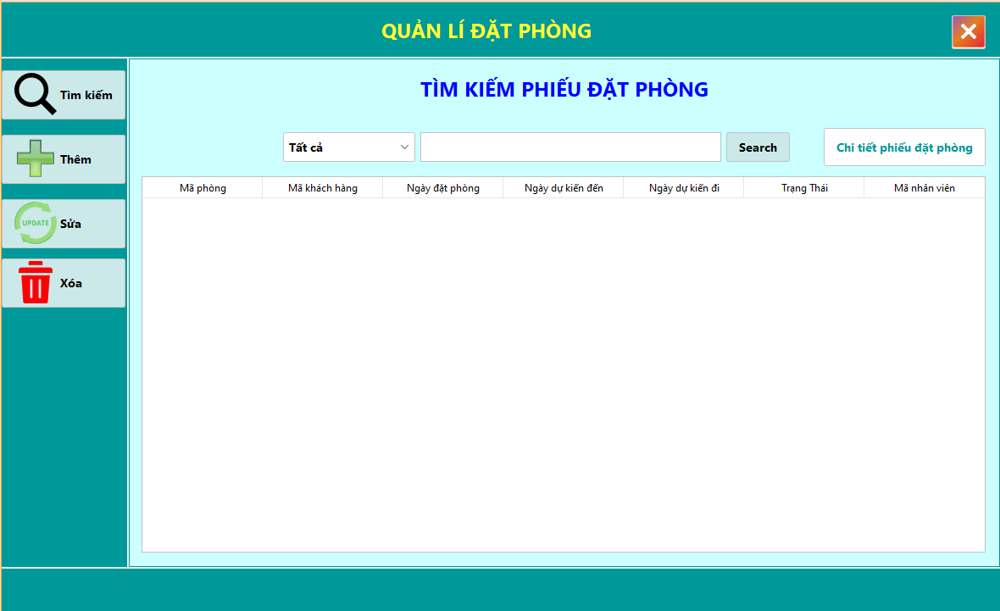 QUẢN LÍ ĐẶT PHÒNG
Tìm kiếm
Thêm
UPDATE
Sửa
Xóa
TÌM KIẾM PHIẾU ĐẶT PHÒNG
Tất cả
Search
Chi tiết phiếu đặt phòng
Mã phòng Mã khách hàng Ngày đặt phòng Ngày dự kiến đến Ngày dự kiến đi Trạng Thái Mã nhân viên